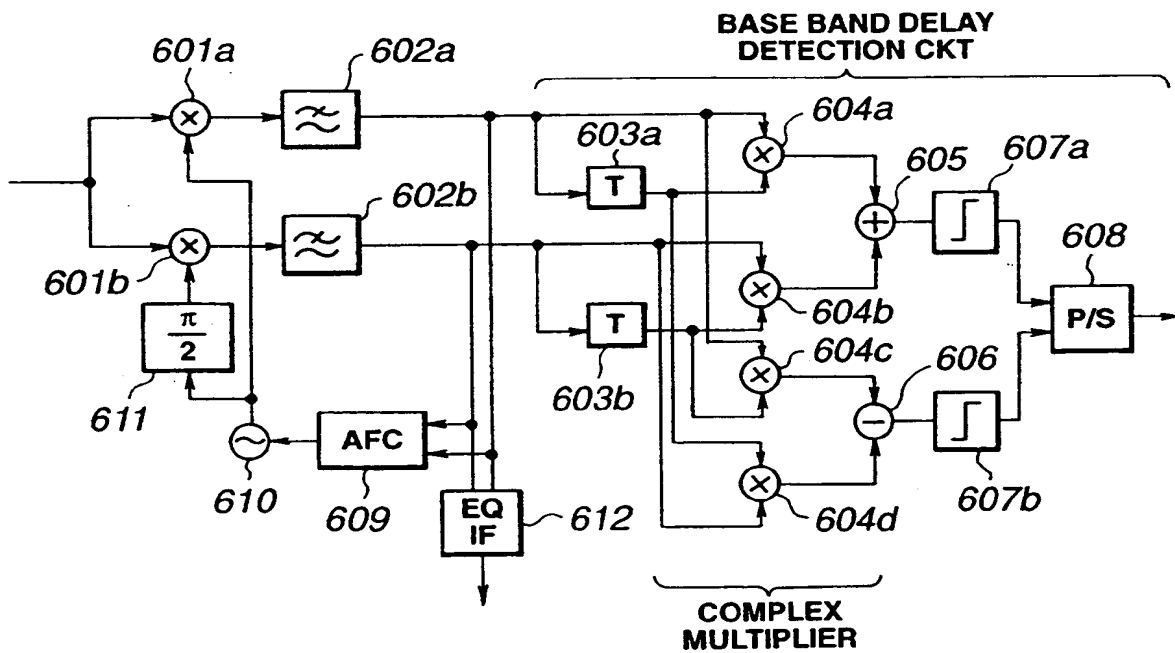 BASE BAND DELAY
DETECTION CKT
601a
602a
603a
604a
605
607a
T
602b
601b
608
P/S
π
2
T
604b
604c
606
611
603b
AFC
610
609
EQ
IF
612
604d
607b
COMPLEX
MULTIPLIER